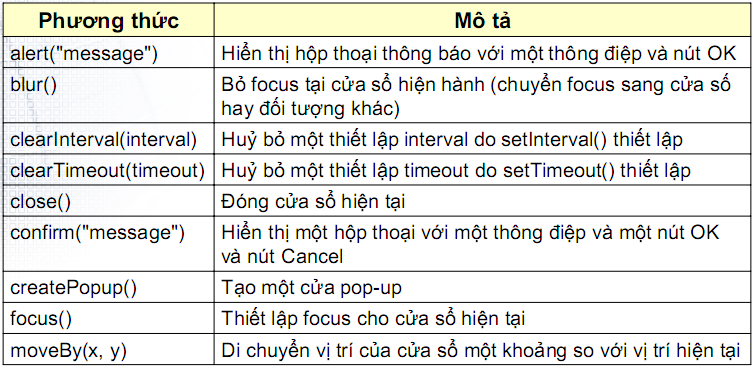 Phương thức Mô tả
alert("message") Hiển thị hộp thoại thông báo với một thông điệp và nút OK
blur() Bỏ focus tại cửa sổ hiện hành (chuyển focus sang cửa số
hay đối tượng khác)
clearInterval(interval) Huỷ bỏ một thiết lập interval do setInterval() thiết lập
clearTimeout(timeout) Huỷ bỏ một thiết lập timeout do setTimeout() thiết lập
close() Đóng cửa sổ hiện tại
confirm("message") Hiển thị một hộp thoại với một thông điệp và một nút OK
và nút Cancel
createPopup() Tạo một cửa pop-up
focus() Thiết lập focus cho cửa sổ hiện tại
moveBy(x, y) Di chuyển vị trí của cửa sổ một khoảng so với vị trí hiện tại